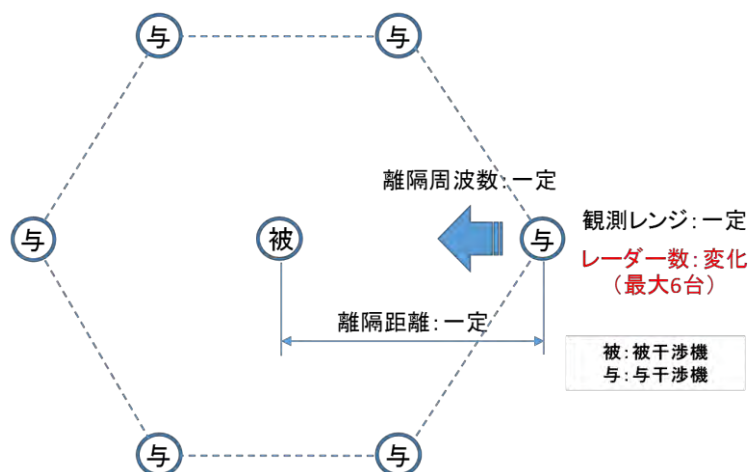 与
与
離隔周波数：一定
与
被
与
観測レンジ：一定
レーダー数：変化
（最大6台）
離隔距離：一定
被：被干渉機
与：与干渉機
与
与